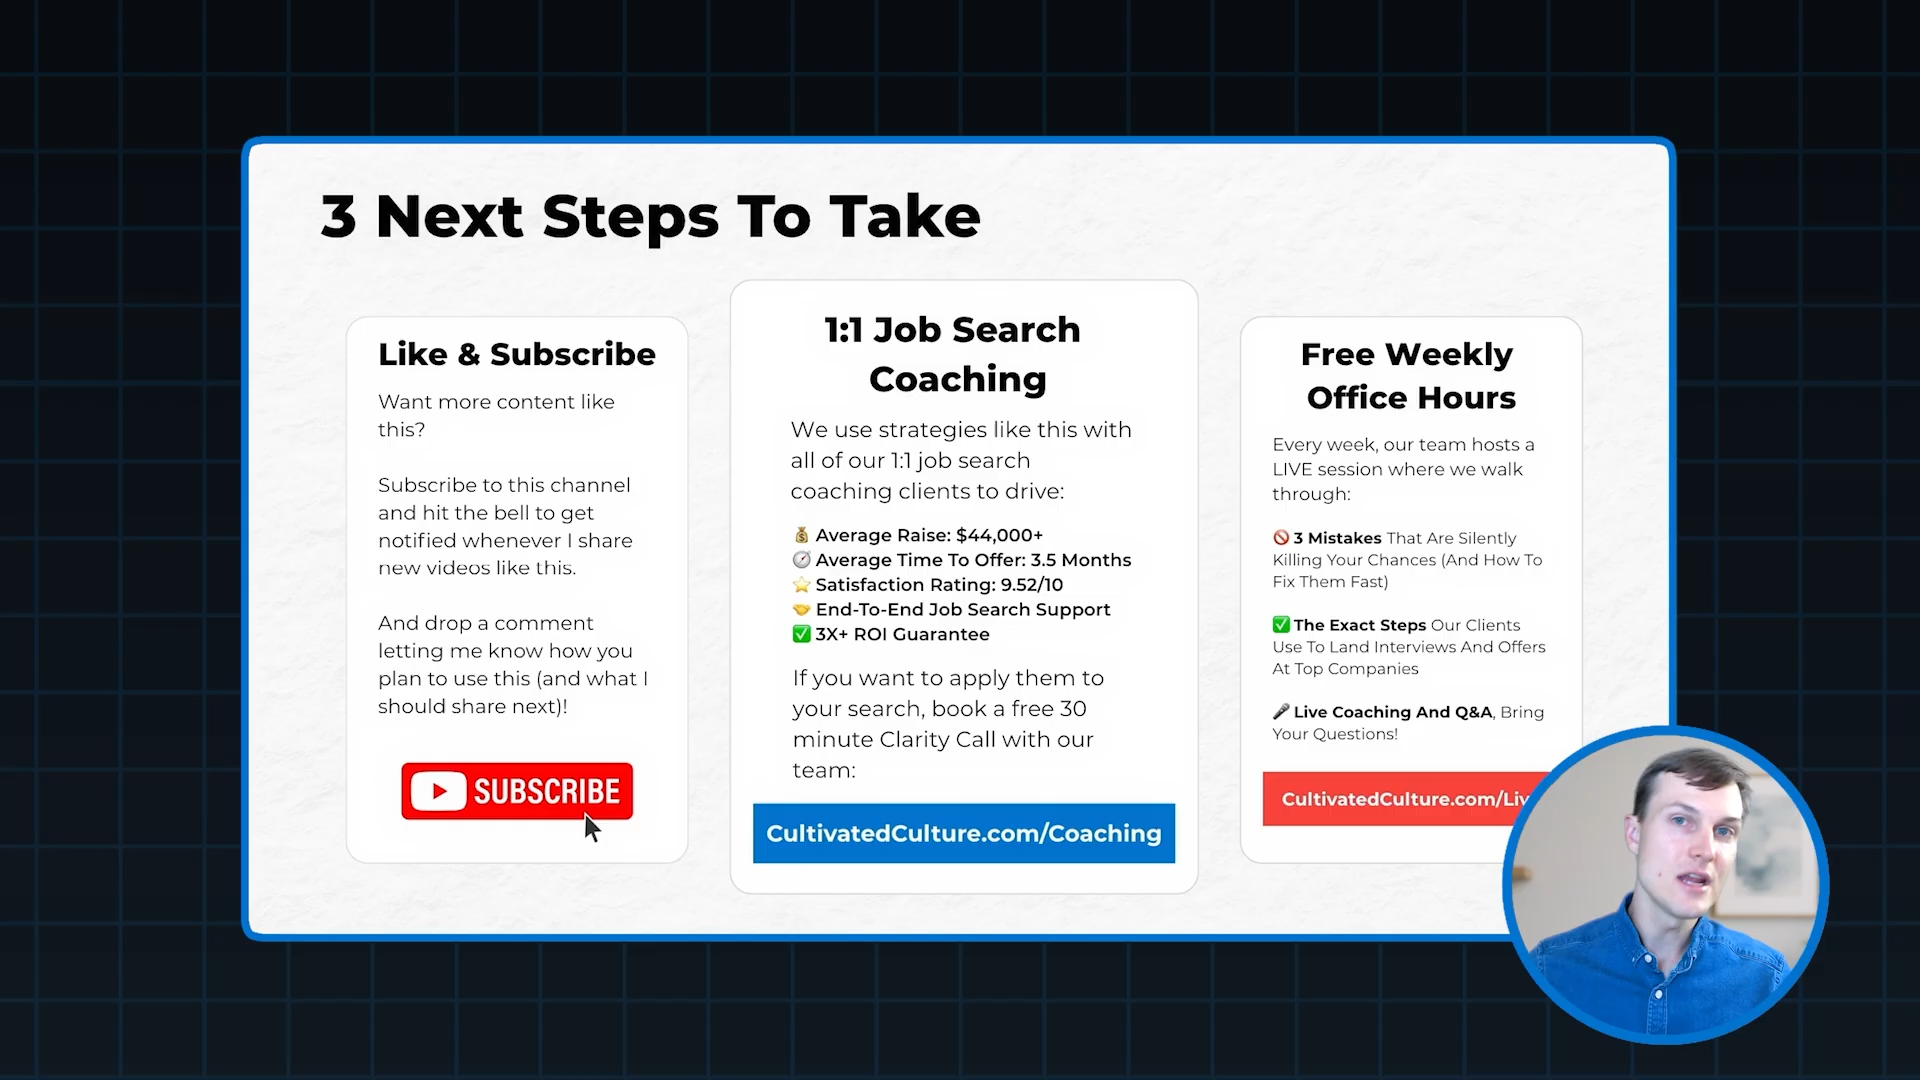 3 Next Steps To Take
Like & Subscribe
Want more content like
this?
Subscribe to this channel
and hit the bell to get
notified whenever I share
new videos like this.
And drop a comment
letting me know how you
plan to use this (and what I
should share next)!
SUBSCRIBE
1:1 Job Search
Coaching
We use strategies like this with
all of our 1:1 job search
coaching clients to drive:
💰 Average Raise: $44,000+
⏱️ Average Time To Offer: 3.5 Months
⭐ Satisfaction Rating: 9.52/10
🤝 End-To-End Job Search Support
✅ 3X+ ROI Guarantee
If you want to apply them to
your search, book a free 30
minute Clarity Call with our
team:
CultivatedCulture.com/Coaching
Free Weekly
Office Hours
Every week, our team hosts a
LIVE session where we walk
through:
🚫 3 Mistakes That Are Silently
Killing Your Chances (And How To
Fix Them Fast)
✅ The Exact Steps Our Clients
Use To Land Interviews And Offers
At Top Companies
🎤 Live Coaching And Q&A, Bring
Your Questions!
CultivatedCulture.com/Liv